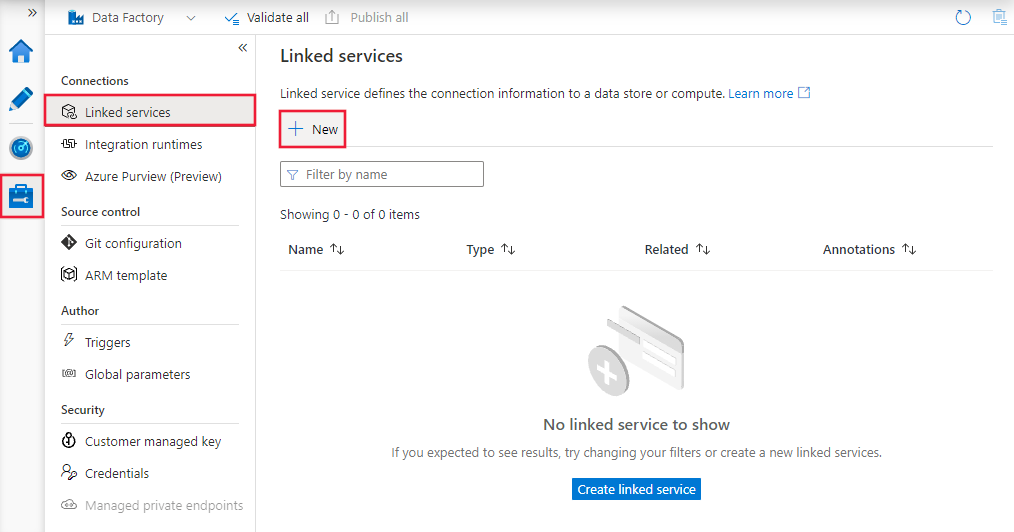 Data Factory
Validate all
Publish all
Connections
Linked services
Integration runtimes
Azure Purview (Preview)
Source control
Git configuration
ARM template
Author
Triggers
Global parameters
Security
Customer managed key
Credentials
Managed private endpoints
Linked services
Linked service defines the connection information to a data store or compute. Learn more
New
Filter by name
Showing 0 - 0 of 0 items
Name Type Related Annotations
No linked service to show
If you expected to see results, try changing your filters or create a new linked services.
Create linked service